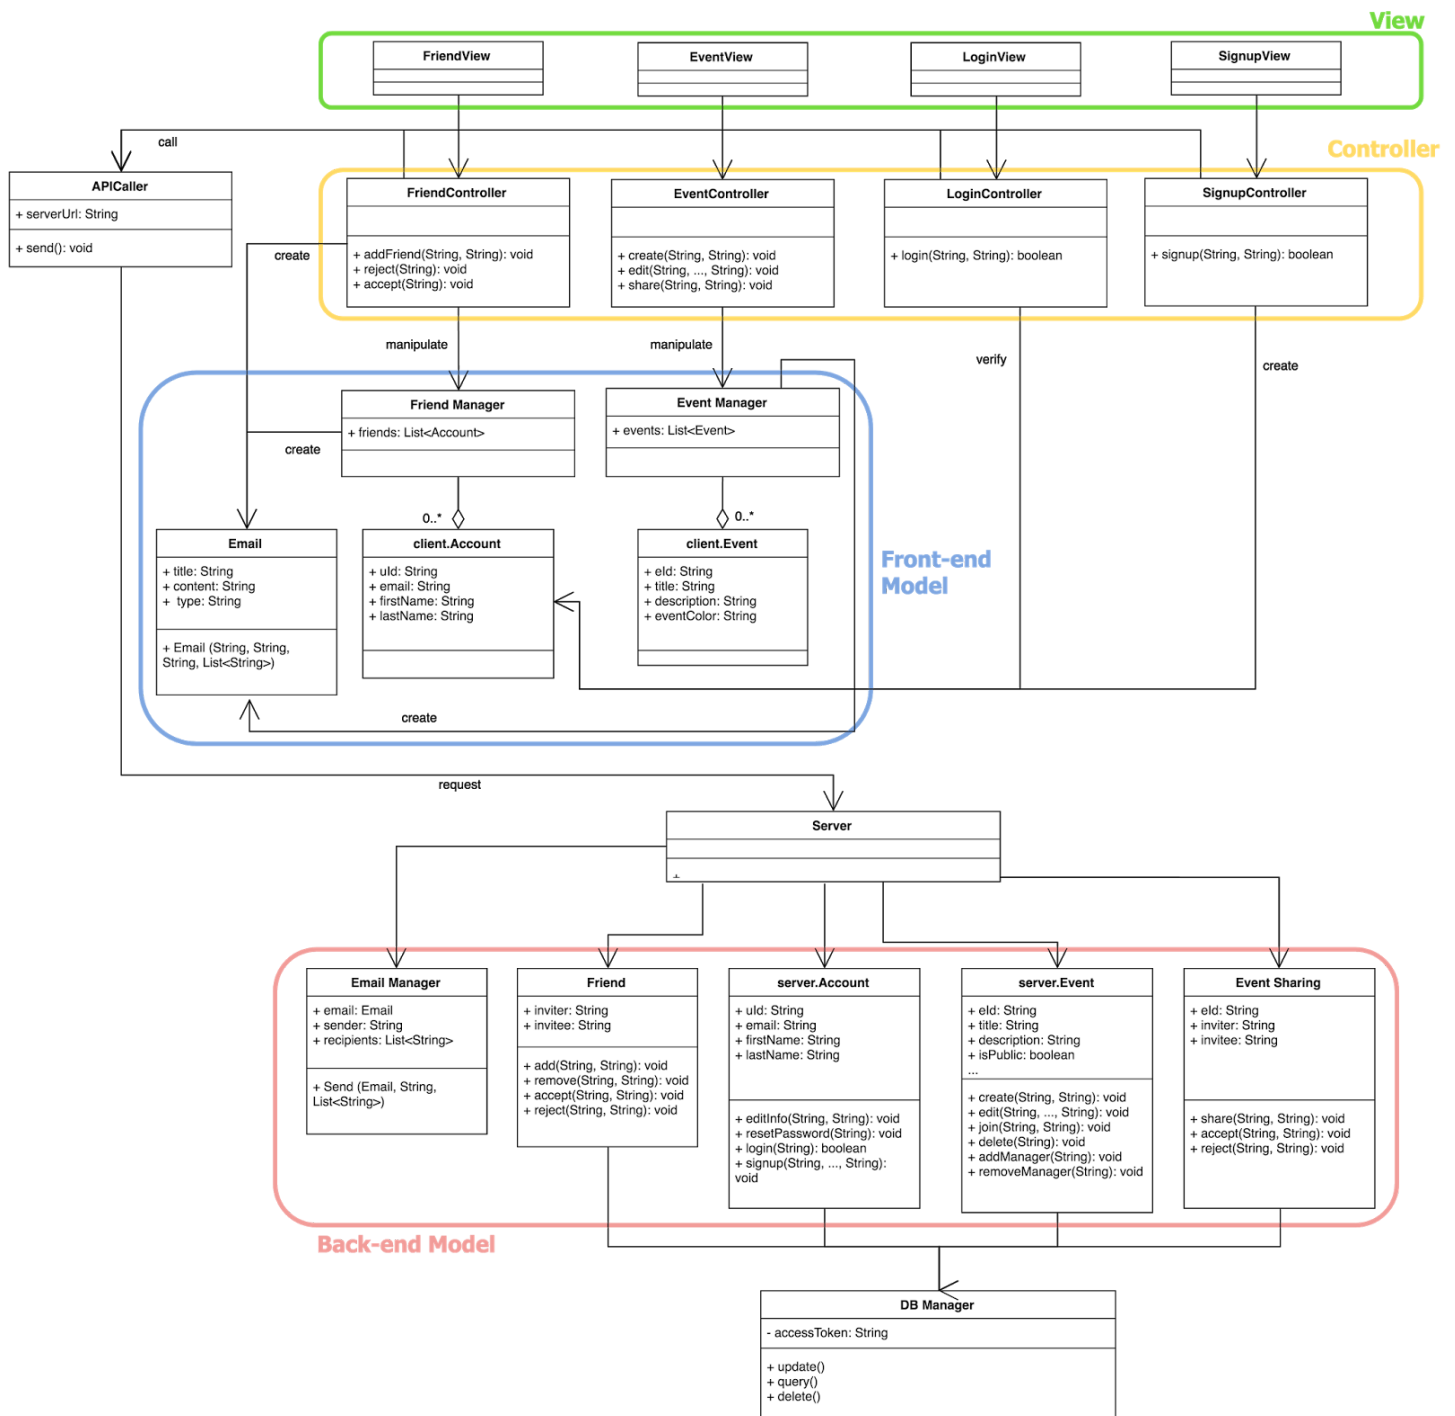 View
FriendView
EventView
LoginView
SignupView
call
Controller
APICaller
+ serverUrl: String
+ send(): void
FriendController
+ addFriend(String, String): void
+ reject(String): void
+ accept(String): void
EventController
+ create(String, String): void
+ edit(String, ..., String): void
+ share(String, String): void
LoginController
+ login(String, String): boolean
SignupController
+ signup(String, String): boolean
create
manipulate
manipulate
verify
create
Friend Manager
+ friends: List<Account>
Event Manager
+ events: List<Event>
create
0..*
0..*
Email
+ title: String
+ content: String
+  type: String
+ Email (String, String,
String, List<String>)
client.Account
+ uId: String
+ email: String
+ firstName: String
+ lastName: String
client.Event
+ eId: String
+ title: String
+ description: String
+ eventColor: String
Front-end
Model
create
request
Server
+
Email Manager
+ email: Email
+ sender: String
+ recipients: List<String>
+ Send (Email, String,
List<String>)
Friend
+ inviter: String
+ invitee: String
+ add(String, String): void
+ remove(String, String): void
+ accept(String, String): void
+ reject(String, String): void
server.Account
+ uId: String
+ email: String
+ firstName: String
+ lastName: String
+ editInfo(String, String): void
+ resetPassword(String): void
+ login(String): boolean
+ signup(String, ..., String):
void
server.Event
+ eId: String
+ title: String
+ description: String
+ isPublic: boolean
...
+ create(String, String): void
+ edit(String, ..., String): void
+ join(String, String): void
+ delete(String): void
+ addManager(String): void
+ removeManager(String): void
Event Sharing
+ eId: String
+ inviter: String
+ invitee: String
+ share(String, String): void
+ accept(String, String): void
+ reject(String, String): void
Back-end Model
DB Manager
- accessToken: String
+ update()
+ query()
+ delete()